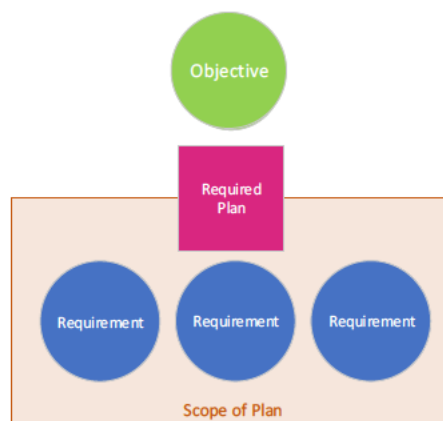 Objective
Required
Plan
Requirement
Requirement
Requirement
Scope of Plan